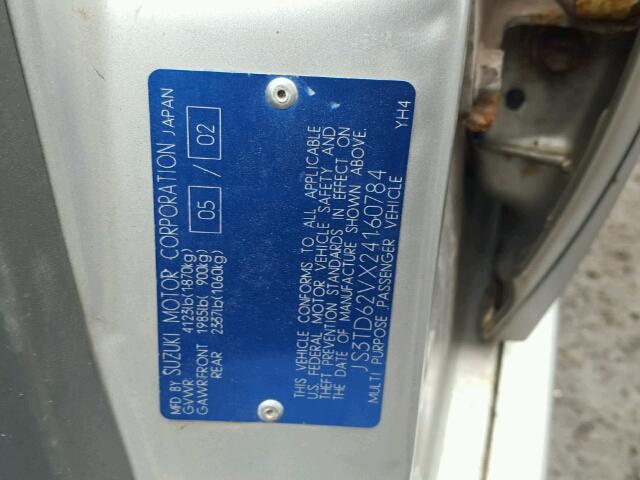 MFD BY SUZUKI MOTOR CORPORATION JAPAN
GVWR 4123lb(1870kg) 05 / 02
GAWRFRONT 1985lb( 900kg)
REAR 2337lb(1060kg)
THIS VEHICLE CONFORMS TO ALL APPLICABLE
U.S. FEDERAL MOTOR VEHICLE SAFETY AND
THEFT PREVENTION STANDARDS IN EFFECT ON
THE DATE OF MANUFACTURE SHOWN ABOVE.
JS3TD62VX24160784
MULTI PURPOSE PASSENGER VEHICLE YH4